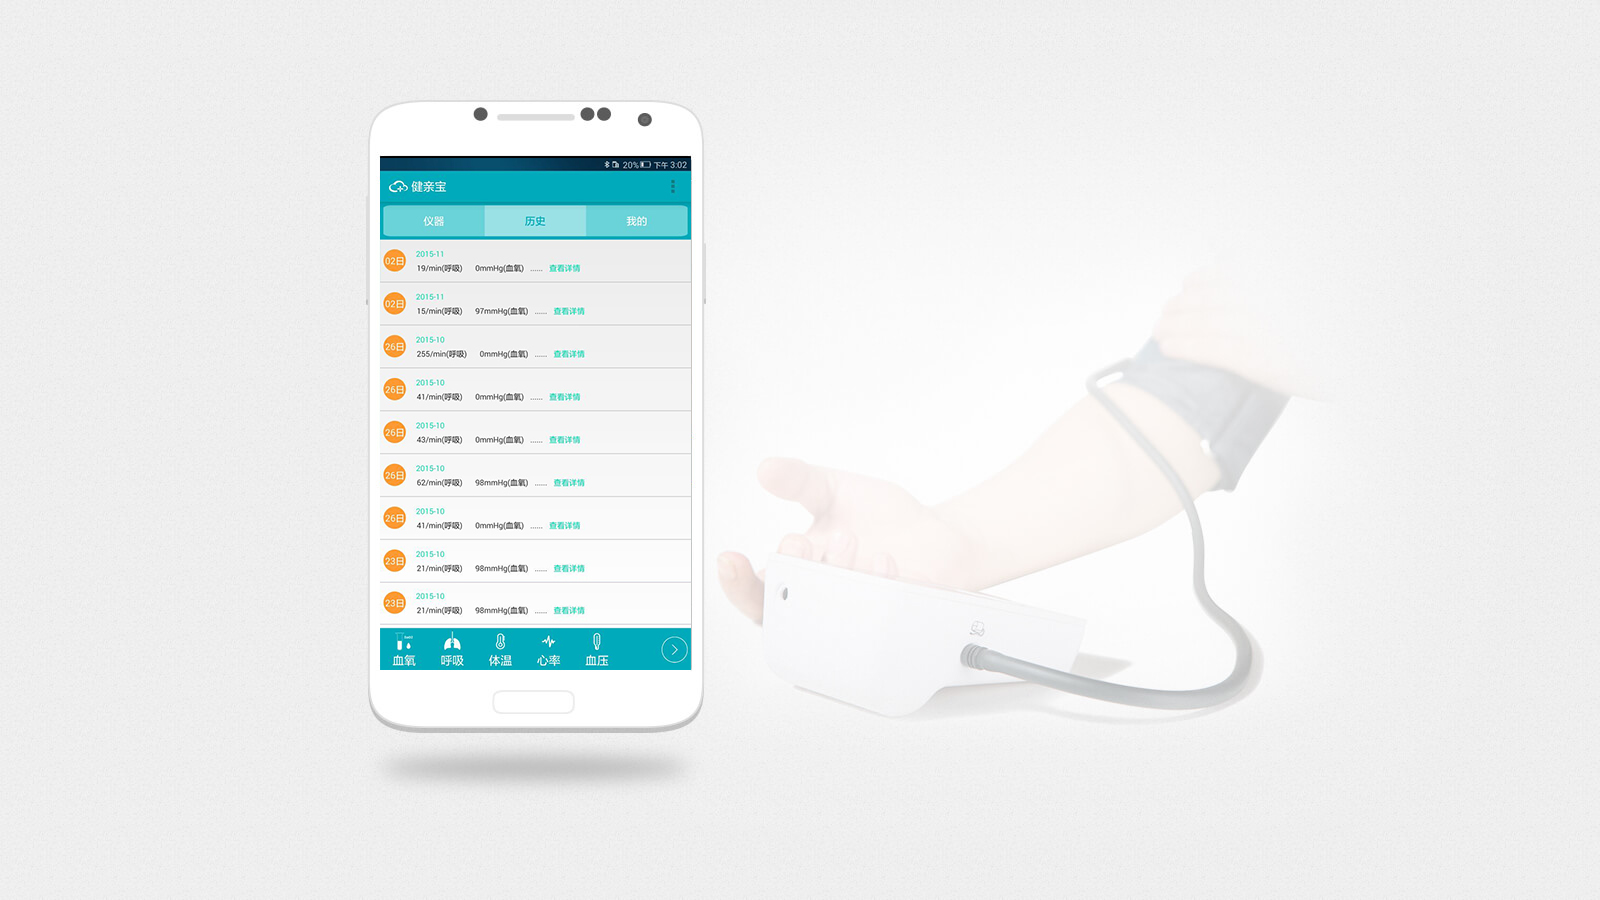 20% 下午 3:02
健亲宝
仪器 历史 我的
02日 2015-11
19/min(呼吸) 0mmHg(血氧) ...... 查看详情
02日 2015-11
15/min(呼吸) 97mmHg(血氧) ...... 查看详情
26日 2015-10
255/min(呼吸) 0mmHg(血氧) ...... 查看详情
26日 2015-10
41/min(呼吸) 0mmHg(血氧) ...... 查看详情
26日 2015-10
43/min(呼吸) 0mmHg(血氧) ...... 查看详情
26日 2015-10
62/min(呼吸) 98mmHg(血氧) ...... 查看详情
26日 2015-10
41/min(呼吸) 0mmHg(血氧) ...... 查看详情
23日 2015-10
21/min(呼吸) 98mmHg(血氧) ...... 查看详情
23日 2015-10
21/min(呼吸) 98mmHg(血氧) ...... 查看详情
血氧 呼吸 体温 心率 血压